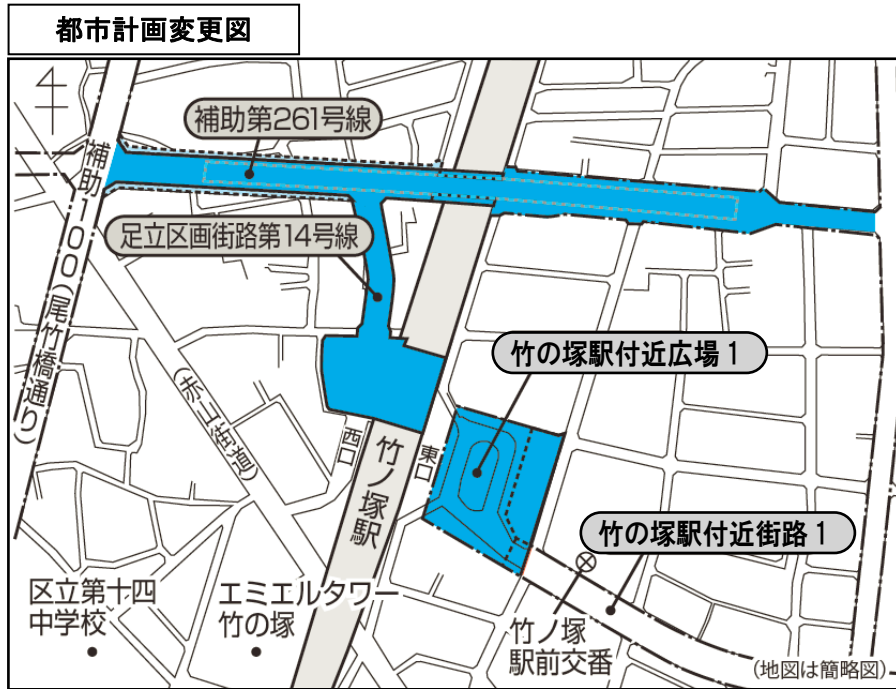 都市計画変更図
補助第261号線
補助100(尾竹橋通り)
足立区画街路第14号線
竹の塚駅付近広場1
赤山街道
西口
竹ノ塚駅
東口
竹の塚駅付近街路1
区立第十四
中学校
エミエルタワー
竹の塚
竹ノ塚
駅前交番
(地図は簡略図)